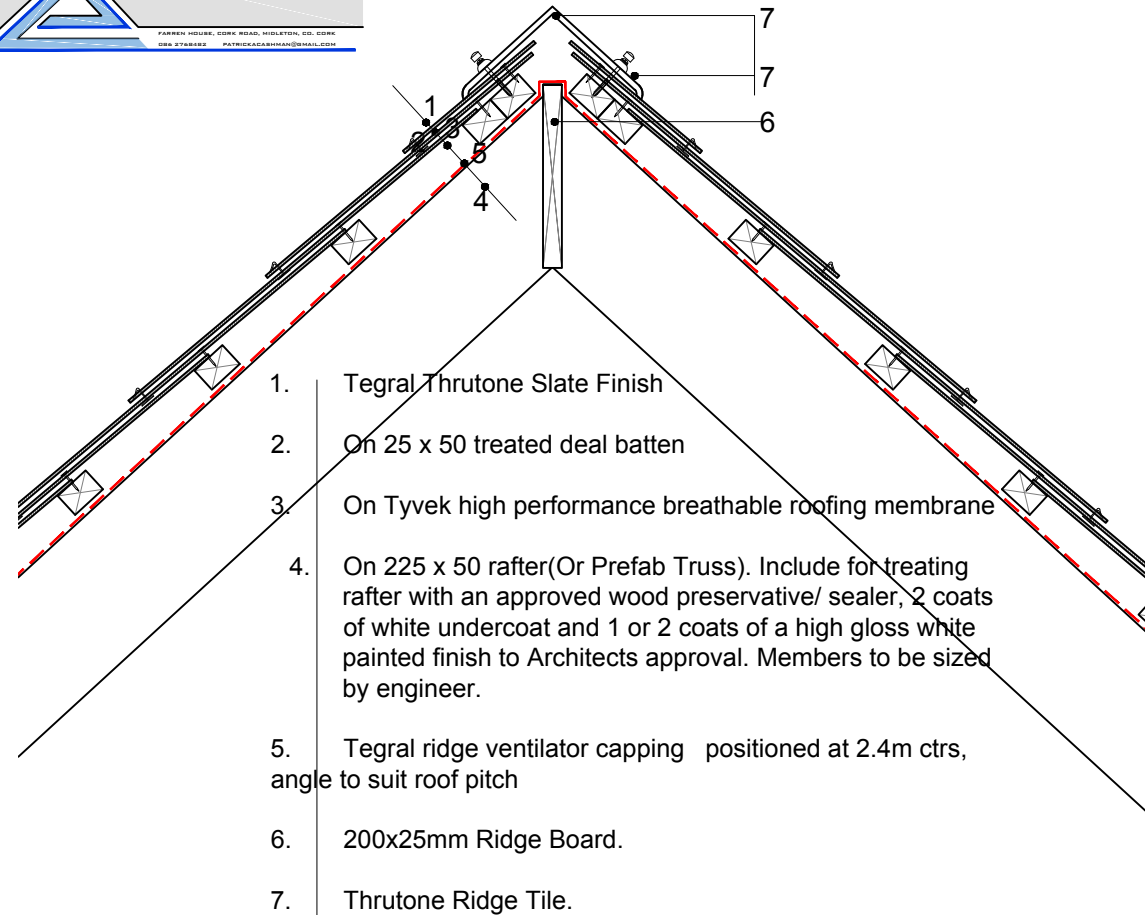 FARREN HOUSE, CORK ROAD, MIDLETON, CO. CORK
086 2768482 PATRICKACASHMAN@GMAIL.COM
7
7
6
1
2 3
5
4
1. Tegral Thrutone Slate Finish
2. On 25 x 50 treated deal batten
3. On Tyvek high performance breathable roofing membrane
4. On 225 x 50 rafter(Or Prefab Truss). Include for treating
rafter with an approved wood preservative/ sealer, 2 coats
of white undercoat and 1 or 2 coats of a high gloss white
painted finish to Architects approval. Members to be sized
by engineer.
5. Tegral ridge ventilator capping positioned at 2.4m ctrs,
angle to suit roof pitch
6. 200x25mm Ridge Board.
7. Thrutone Ridge Tile.